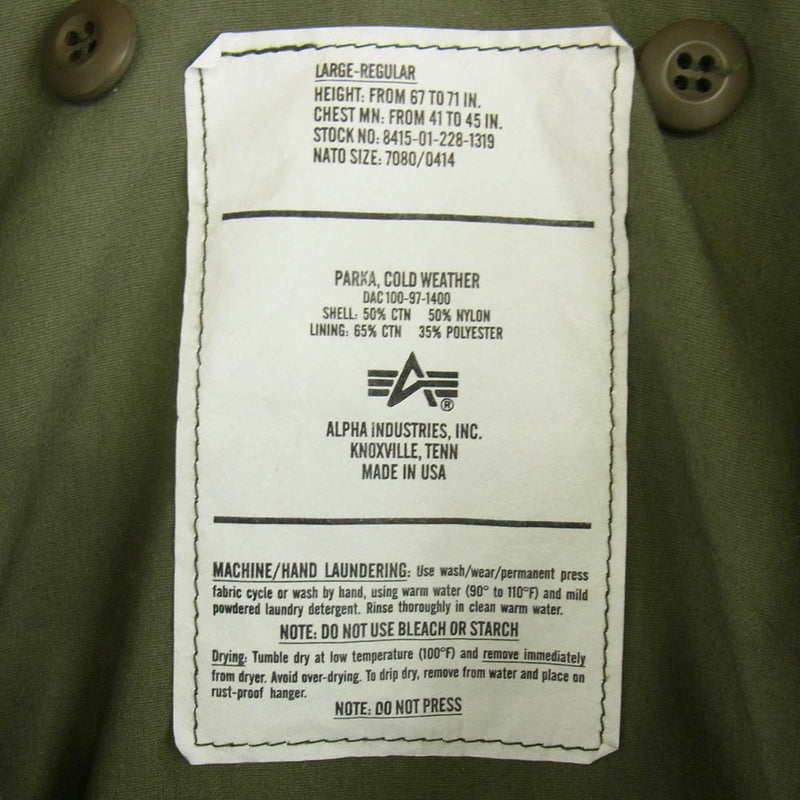 LARGE-REGULAR
HEIGHT: FROM 67 TO 71 IN.
CHEST MN: FROM 41 TO 45 IN.
STOCK NO: 8415-01-228-1319
NATO SIZE: 7080/0414
PARKA, COLD WEATHER
DAC 100-97-1400
SHELL: 50% CTN 50% NYLON
LINING: 65% CTN 35% POLYESTER
®
ALPHA INDUSTRIES, INC.
KNOXVILLE, TENN
MADE IN USA
MACHINE/HAND LAUNDERING: Use wash/wear/permanent press
fabric cycle or wash by hand, using warm water (90° to 110°F) and mild
powdered laundry detergent. Rinse thoroughly in clean warm water.
NOTE: DO NOT USE BLEACH OR STARCH
Drying: Tumble dry at low temperature (100°F) and remove immediately
from dryer. Avoid over-drying. To drip dry, remove from water and place on
rust-proof hanger.
NOTE: DO NOT PRESS